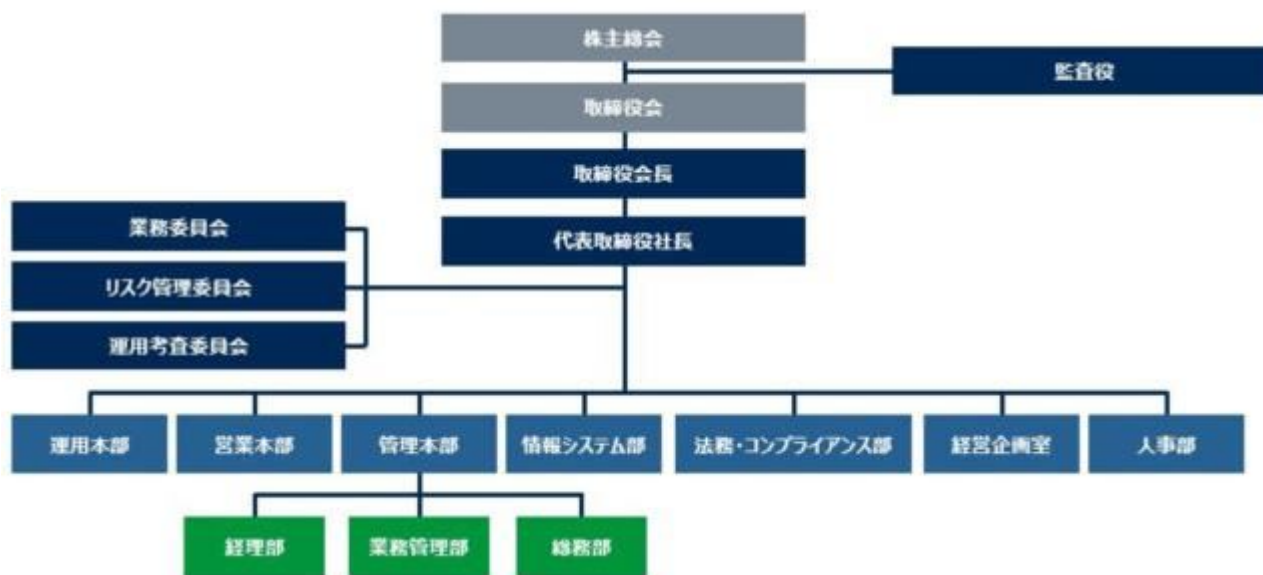 株主総会
監査役
取締役会
取締役会長
代表取締役社長
業務委員会
リスク管理委員会
運用考査委員会
運用本部
営業本部
管理本部
情報システム部
法務・コンプライアンス部
経営企画室
人事部
経理部
業務管理部
総務部